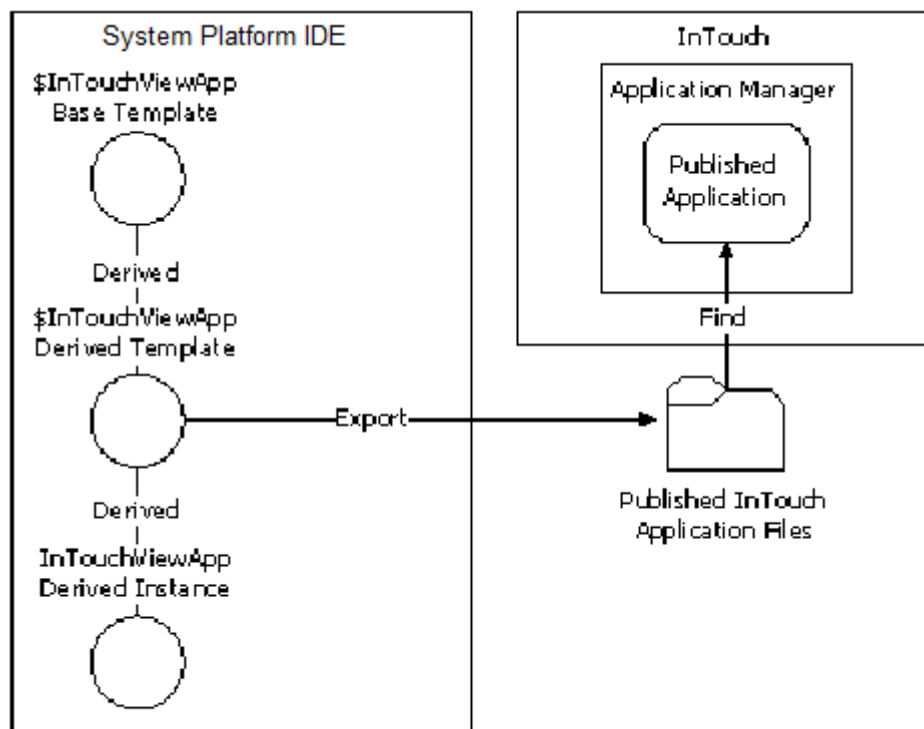 System Platform IDE
$InTouchViewApp
Base Template
Derived
$InTouchViewApp
Derived Template
Export
Derived
InTouchViewApp
Derived Instance
InTouch
Application Manager
Published
Application
Find
Published InTouch
Application Files